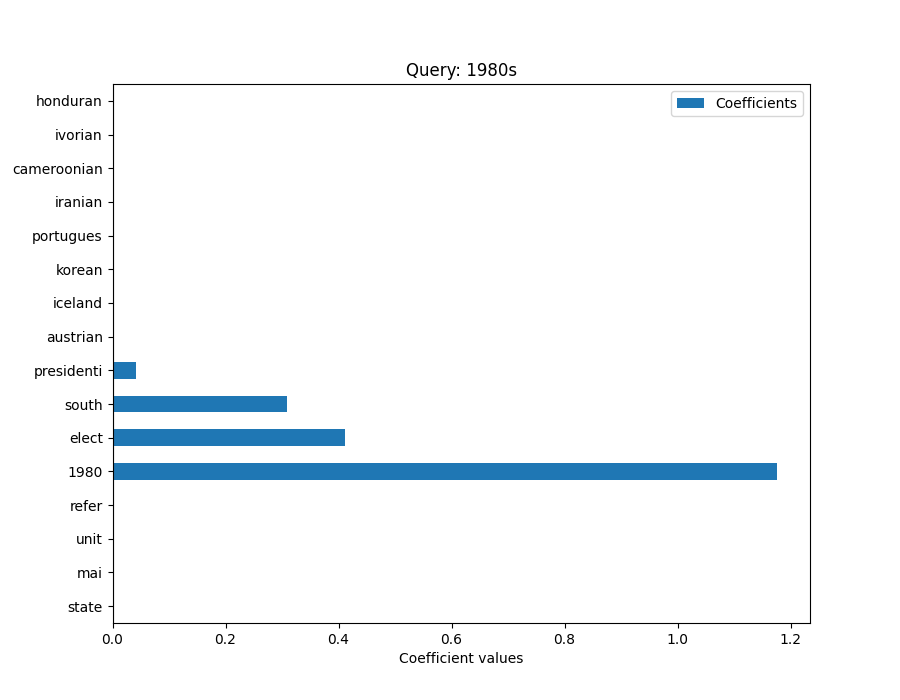 Query: 1980s
Coefficients
honduran
ivorian
cameroonian
iranian
portugues
korean
iceland
austrian
presidenti
south
elect
1980
refer
unit
mai
state
0.0 0.2 0.4 0.6 0.8 1.0 1.2
Coefficient values